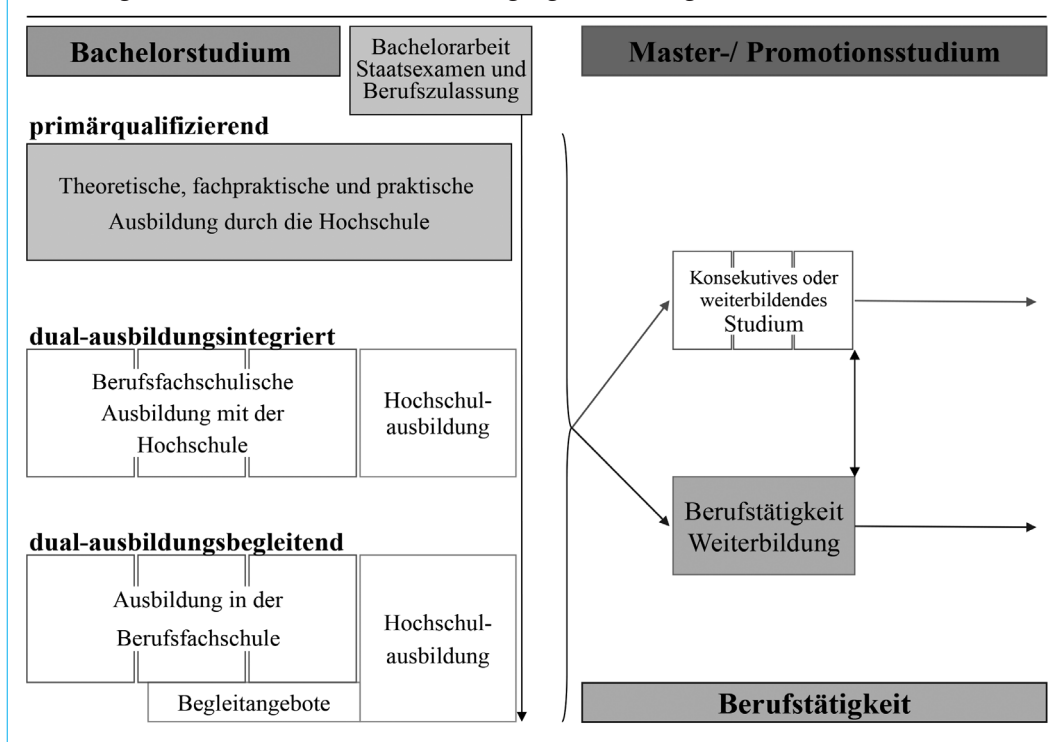 Bachelorstudium
Bachelorarbeit
Staatsexamen und
Berufszulassung
Master-/ Promotionsstudium
primärqualifizierend
Theoretische, fachpraktische und praktische
Ausbildung durch die Hochschule
dual-ausbildungsintegriert
Berufsfachschulische
Ausbildung mit der
Hochschule
Hochschul-
ausbildung
dual-ausbildungsbegleitend
Ausbildung in der
Berufsfachschule
Hochschul-
ausbildung
Begleitangebote
Konsekutives oder
weiterbildendes
Studium
Berufstätigkeit
Weiterbildung
Berufstätigkeit